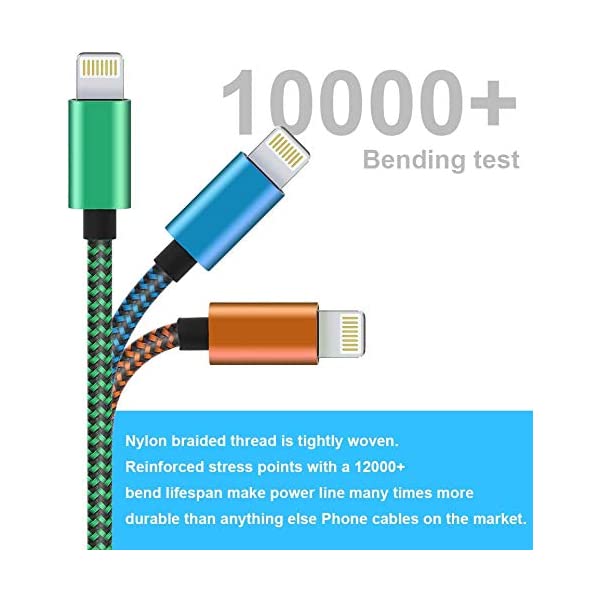 10000+
Bending test
Nylon braided thread is tightly woven.
Reinforced stress points with a 12000+
bend lifespan make power line many times more
durable than anything else Phone cables on the market.